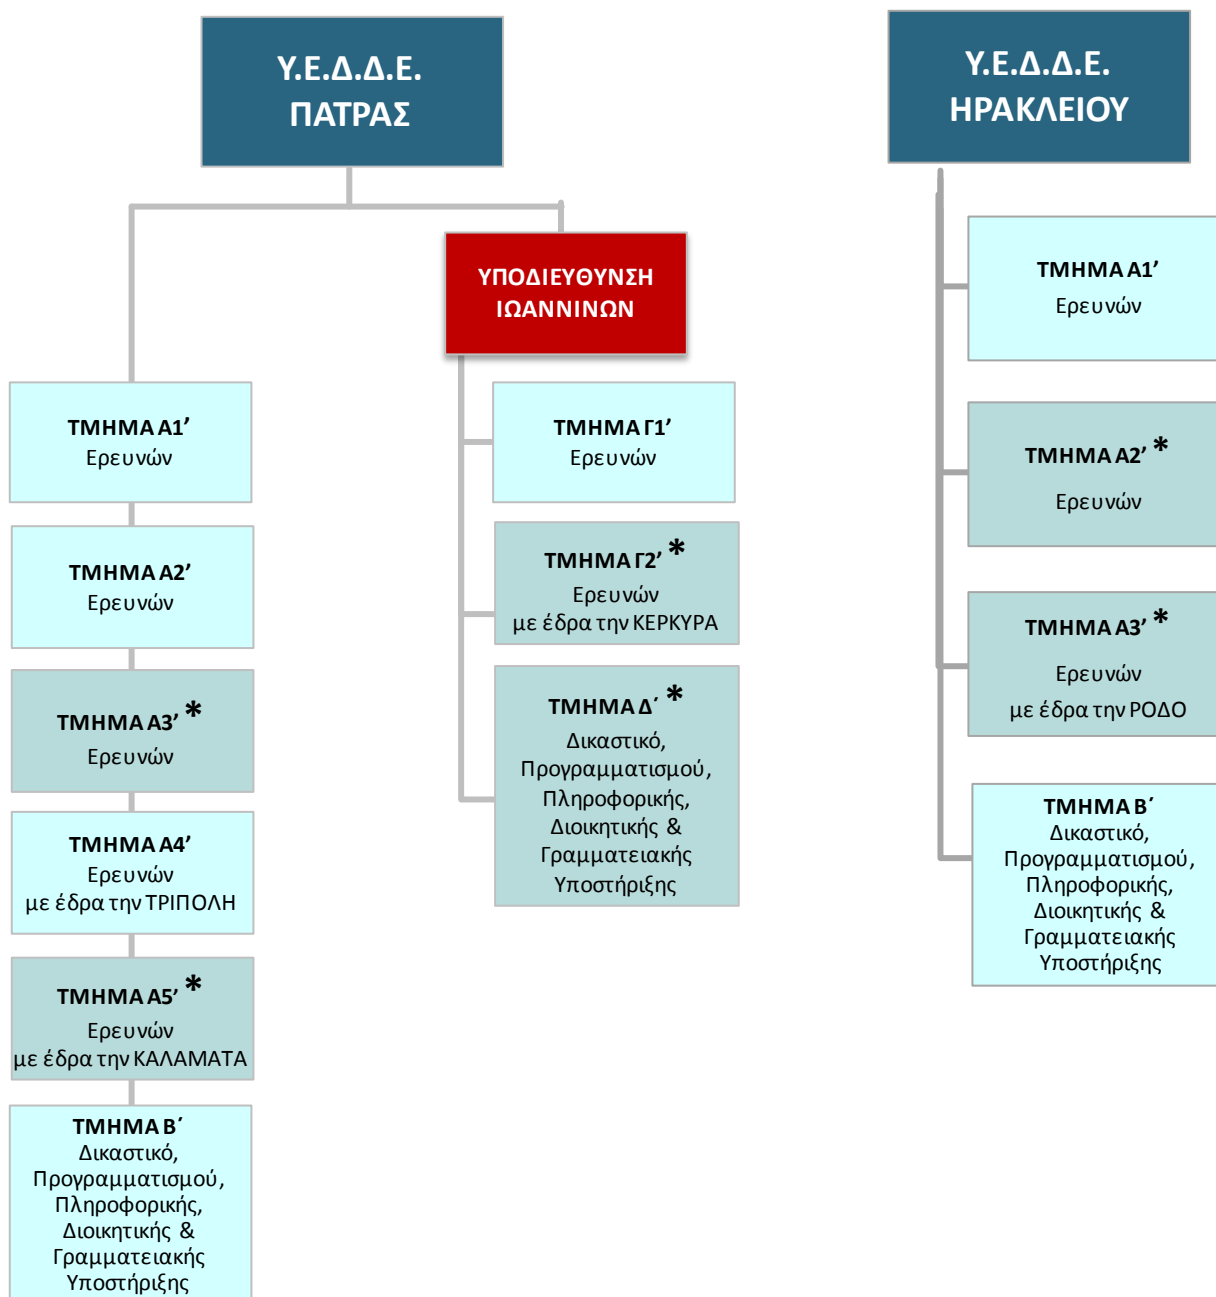 Υ.Ε.Δ.Δ.Ε.
ΠΑΤΡΑΣ
ΥΠΟΔΙΕΥΘΥΝΣΗ
ΙΩΑΝΝΙΝΩΝ
ΤΜΗΜΑ Α1’
Ερευνών
ΤΜΗΜΑ Α2’
Ερευνών
ΤΜΗΜΑ Α3’ *
Ερευνών
ΤΜΗΜΑ Α4’
Ερευνών
με έδρα την ΤΡΙΠΟΛΗ
ΤΜΗΜΑ Α5’ *
Ερευνών
με έδρα την ΚΑΛΑΜΑΤΑ
ΤΜΗΜΑ Β΄
Δικαστικό,
Προγραμματισμού,
Πληροφορικής,
Διοικητικής &
Γραμματειακής
Υποστήριξης
ΤΜΗΜΑ Γ1’
Ερευνών
ΤΜΗΜΑ Γ2’ *
Ερευνών
με έδρα την ΚΕΡΚΥΡΑ
ΤΜΗΜΑ Δ΄ *
Δικαστικό,
Προγραμματισμού,
Πληροφορικής,
Διοικητικής &
Γραμματειακής
Υποστήριξης
Υ.Ε.Δ.Δ.Ε.
ΗΡΑΚΛΕΙΟΥ
ΤΜΗΜΑ Α1’
Ερευνών
ΤΜΗΜΑ Α2’ *
Ερευνών
ΤΜΗΜΑ Α3’ *
Ερευνών
με έδρα την ΡΟΔΟ
ΤΜΗΜΑ Β΄
Δικαστικό,
Προγραμματισμού,
Πληροφορικής,
Διοικητικής &
Γραμματειακής
Υποστήριξης